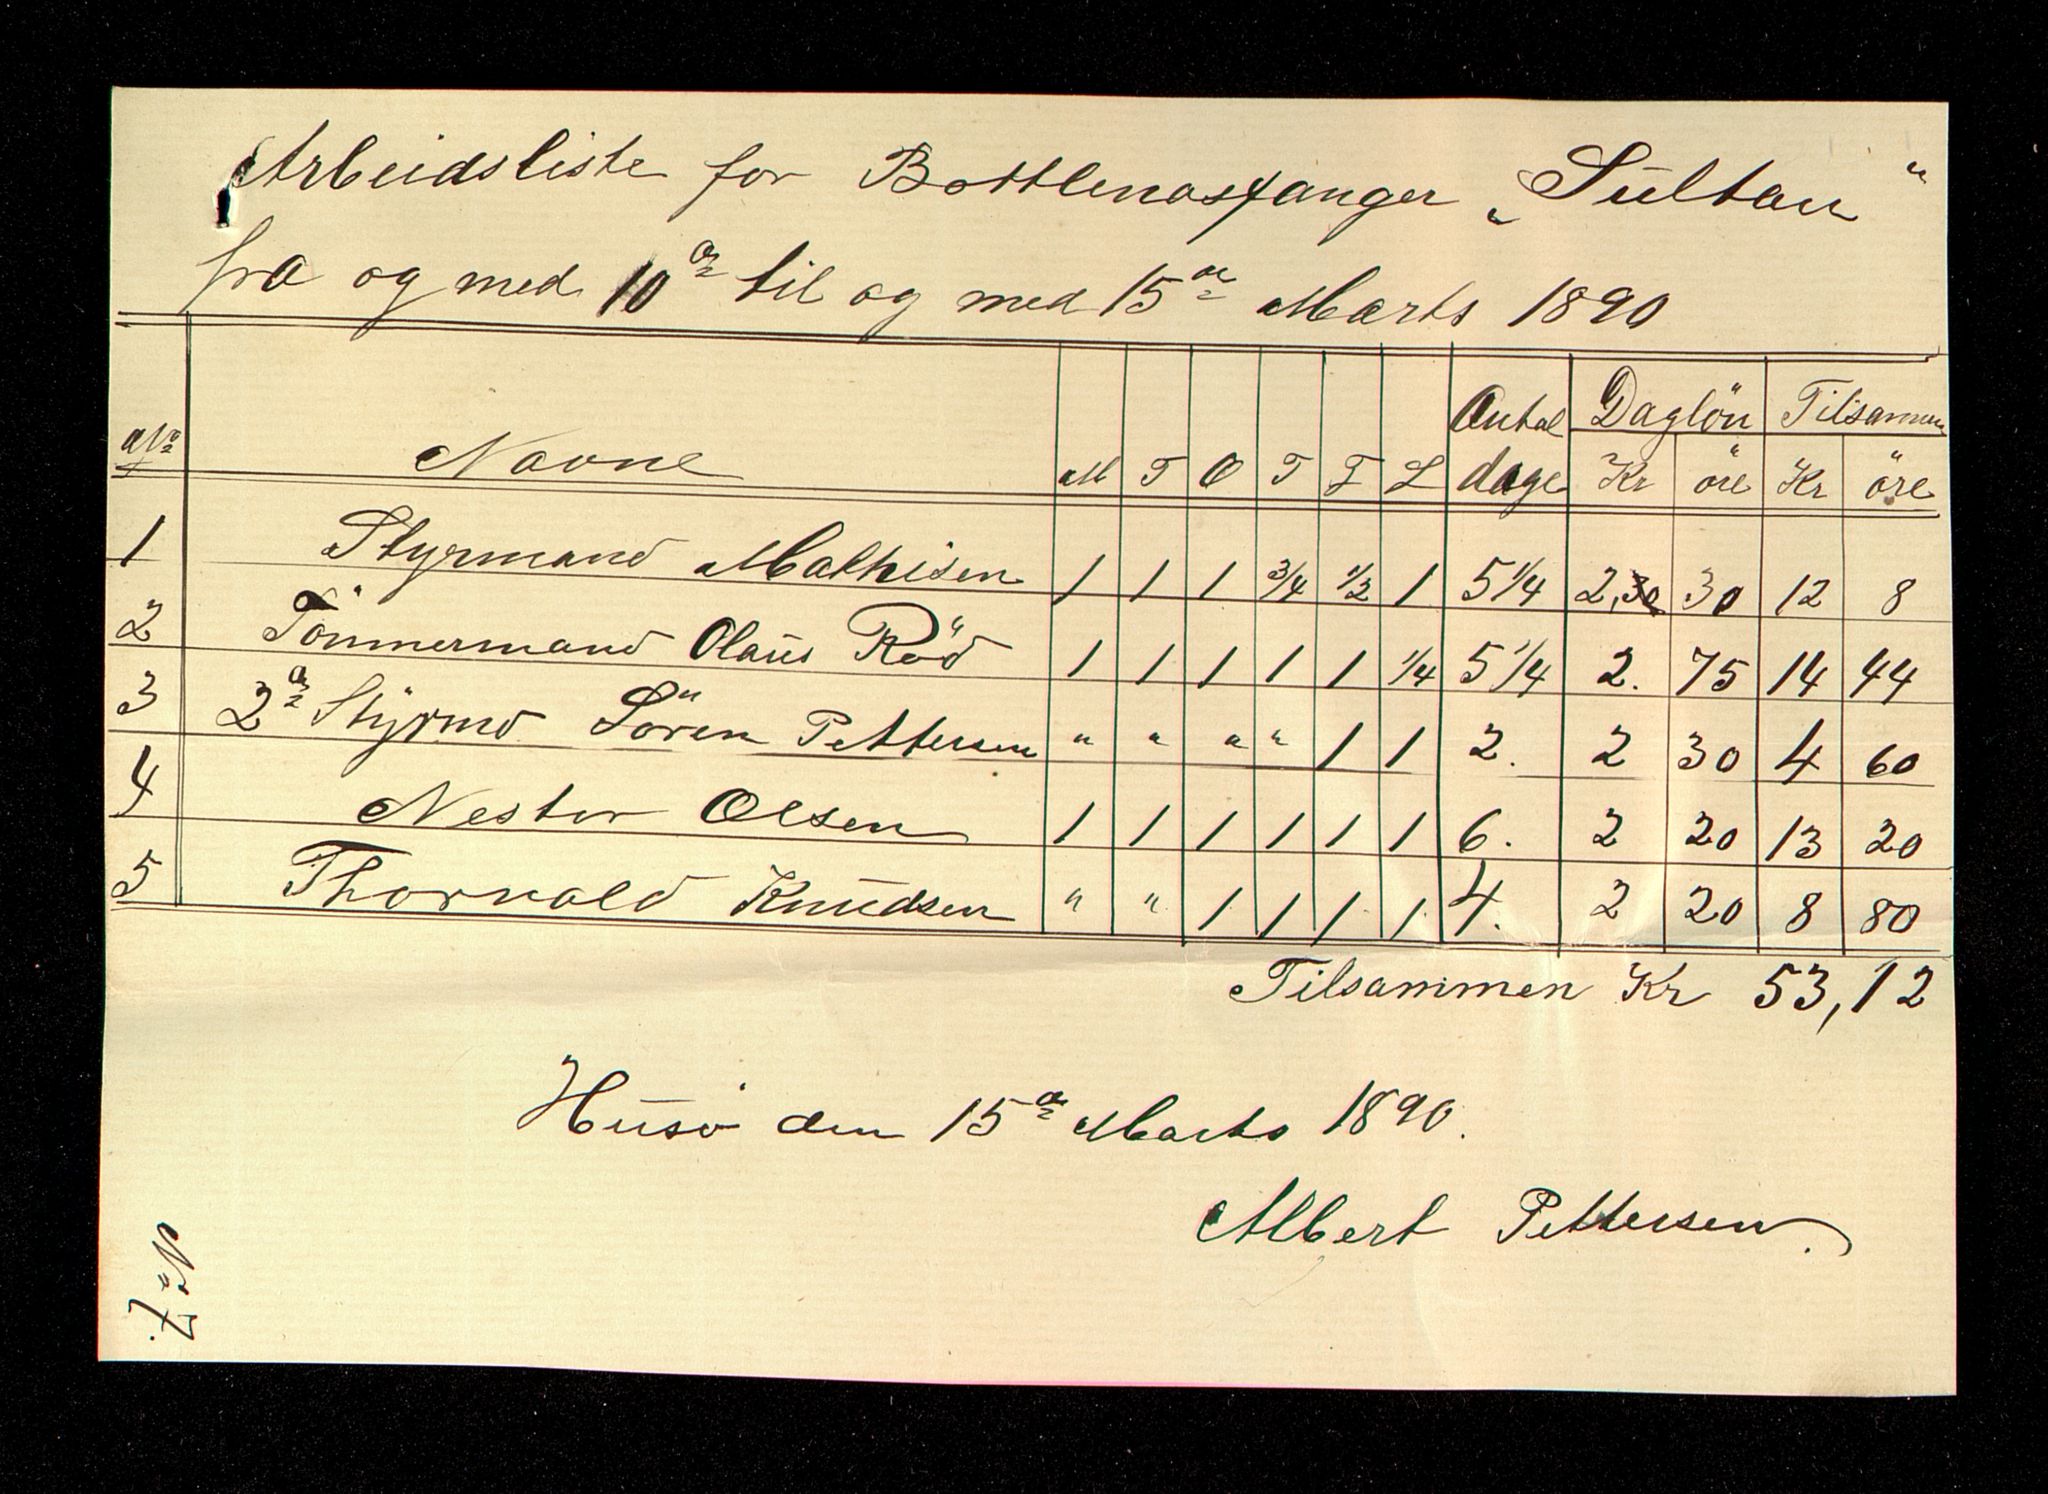 Arbeidsliste for Bottlenosfanger „Sultan"
fra og med 10de til og med 15de Marts 1890
No Navne M T O T F L Antal dage Daglön Kr öre Tilsammen Kr öre
1 Styrmand Mathisen 1 1 1 3/4 1/2 1 5 1/4 2,30 30 12 8
2 Tömmermand Olaus Röd 1 1 1 1 1 1/4 5 1/4 2. 75 14 44
3 2den Styrmd Sören Pettersen " " " " 1 1 2. 2 30 4 60
4 Nestor Olsen 1 1 1 1 1 1 6. 2 20 13 20
5 Thorvald Knudsen " " 1 1 1 1 4. 2 20 8 80
Tilsammen Kr 53,12
Husö den 15de Marts 1890.
Albert Pettersen.
No 7.